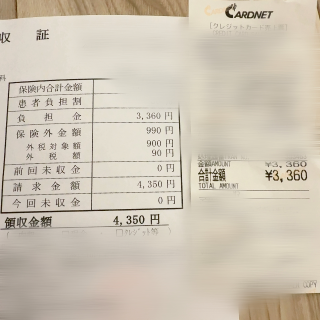 収 証
科
保険内合計金額
患者負担割
負担金 3,360 円
保険外金額 990 円
外税対象額 900 円
外税額 90 円
前回未収金 0 円
請求金額 4,350 円
今回未収金 0 円
領収金額 4,350 円
CARDNET
金額AMOUNT ¥3,360
合計金額 ¥3,360
TOTAL AMOUNT
COPY